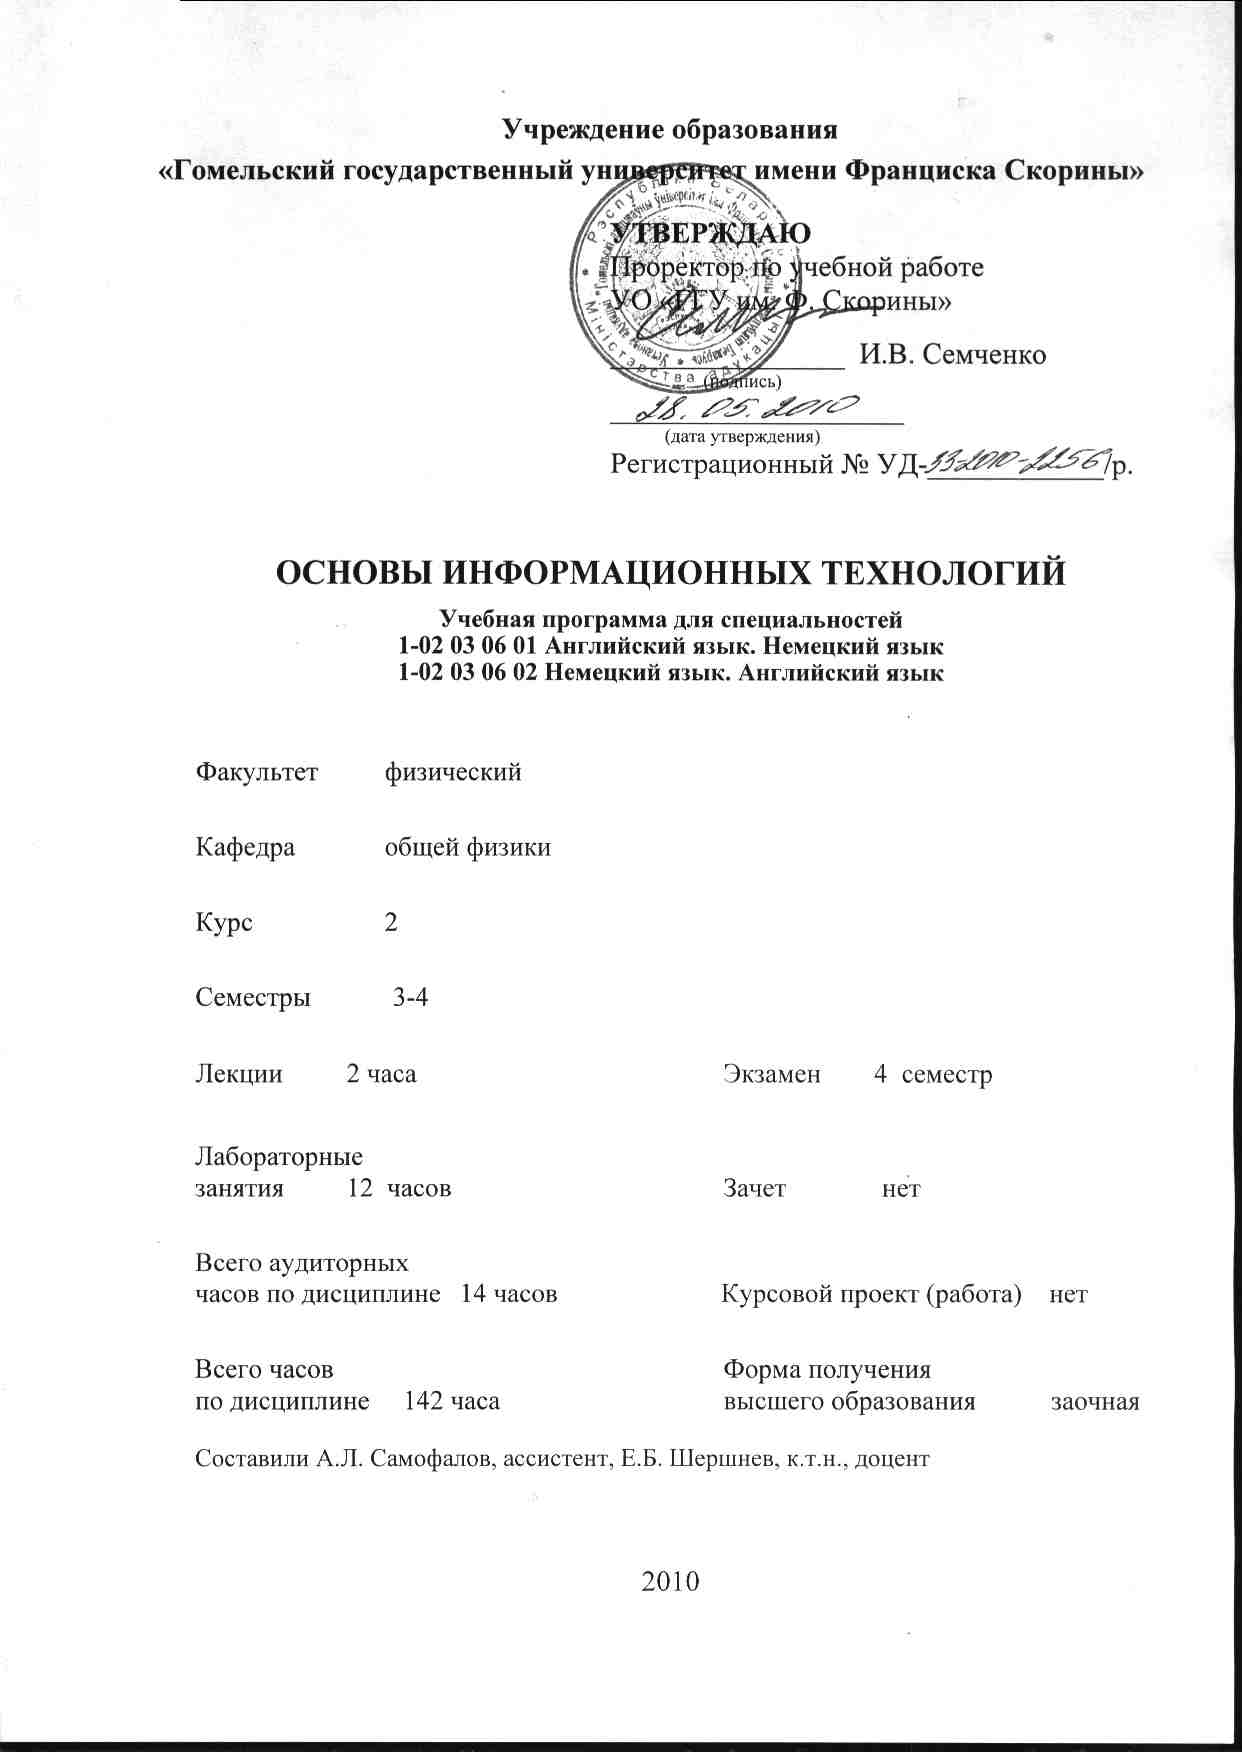 Учреждение образования
«Гомельский государственный университет имени Франциска Скорины»
УТВЕРЖДАЮ
Проректор по учебной работе
УО «ГГУ им. Ф. Скорины»
И.В. Семченко
(подпись)
28. 05. 2010
(дата утверждения)
Регистрационный № УД-33-2010-2256/р.
ОСНОВЫ ИНФОРМАЦИОННЫХ ТЕХНОЛОГИЙ
Учебная программа для специальностей
1-02 03 06 01 Английский язык. Немецкий язык
1-02 03 06 02 Немецкий язык. Английский язык
Факультет физический
Кафедра общей физики
Курс 2
Семестры 3-4
Лекции 2 часа Экзамен 4 семестр
Лабораторные
занятия 12 часов Зачет нет
Всего аудиторных
часов по дисциплине 14 часов Курсовой проект (работа) нет
Всего часов Форма получения
по дисциплине 142 часа высшего образования заочная
Составили А.Л. Самофалов, ассистент, Е.Б. Шершнев, к.т.н., доцент
2010